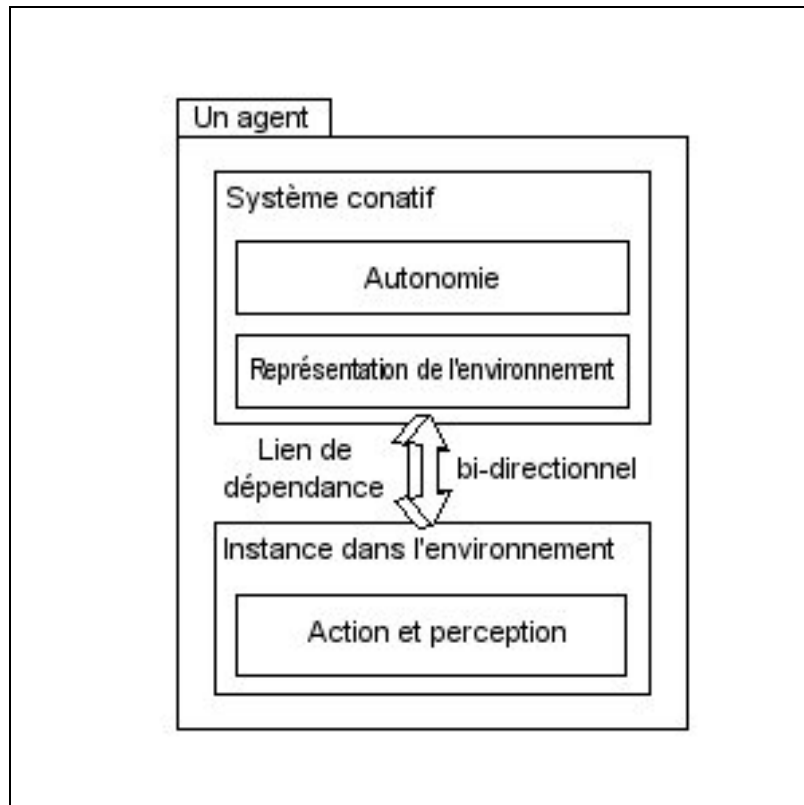 Un agent
Système conatif
Autonomie
Représentation de l'environnement
Lien de
dépendance
bi-directionnel
Instance dans l'environnement
Action et perception